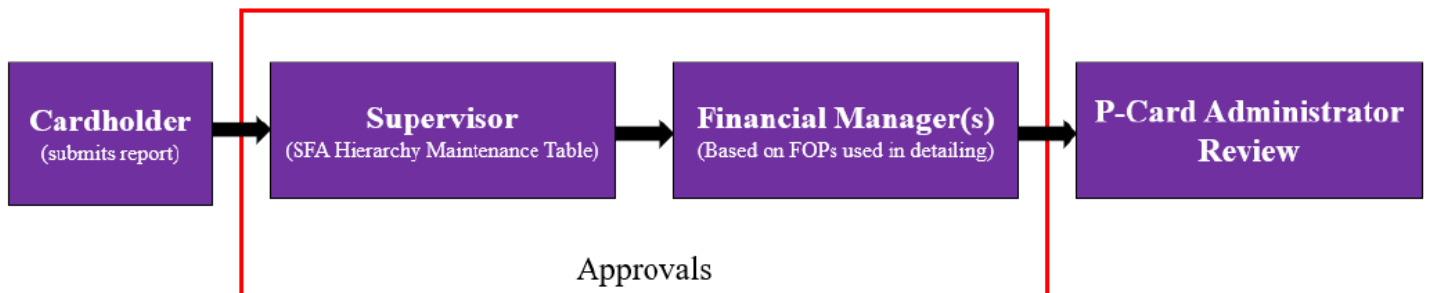 Cardholder
(submits report)
Supervisor
(SFA Hierarchy Maintenance Table)
Financial Manager(s)
(Based on FOPs used in detailing)
P-Card Administrator
Review
Approvals